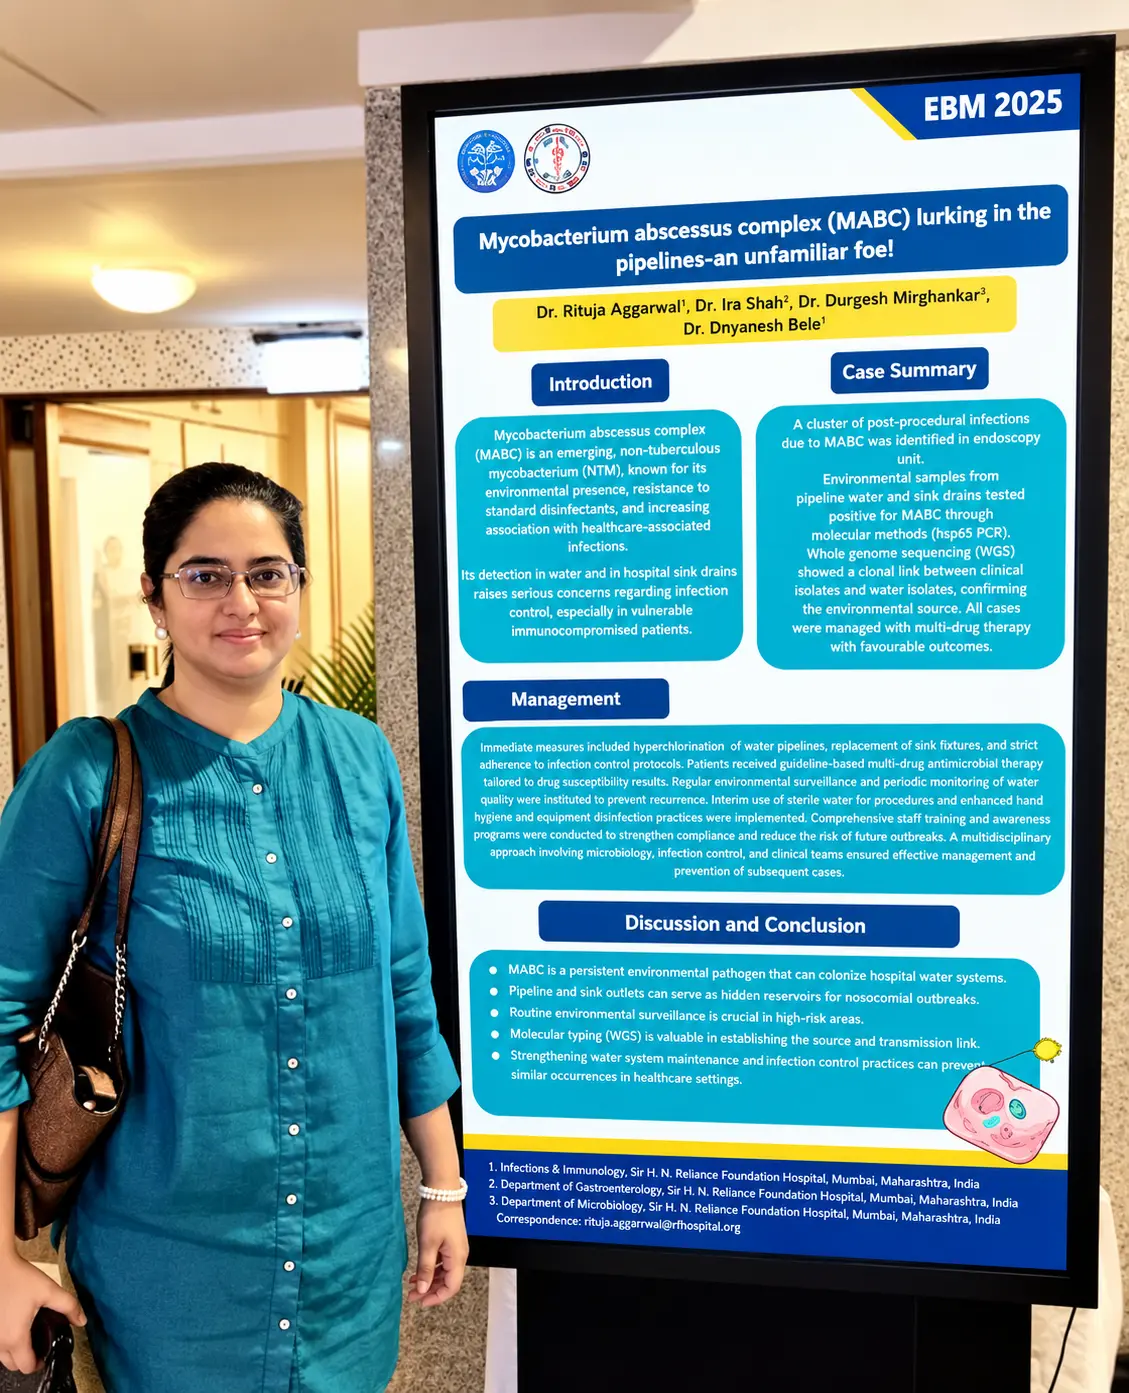 EBM 2025
Mycobacterium abscessus complex (MABC) lurking in the
pipelines-an unfamiliar foe!
Dr. Rituja Aggarwal¹, Dr. Ira Shah², Dr. Durgesh Mirghankar³,
Dr. Dnyanesh Bele¹
Introduction
Mycobacterium abscessus complex
(MABC) is an emerging, non-tuberculous
mycobacterium (NTM), known for its
environmental presence, resistance to
standard disinfectants, and increasing
association with healthcare-associated
infections.
Its detection in water and in hospital sink drains
raises serious concerns regarding infection
control, especially in vulnerable
immunocompromised patients.
Case Summary
A cluster of post-procedural infections
due to MABC was identified in endoscopy
unit.
Environmental samples from
pipeline water and sink drains tested
positive for MABC through
molecular methods (hsp65 PCR).
Whole genome sequencing (WGS)
showed a clonal link between clinical
isolates and water isolates, confirming
the environmental source. All cases
were managed with multi-drug therapy
with favourable outcomes.
Management
Immediate measures included hyperchlorination of water pipelines, replacement of sink fixtures, and strict
adherence to infection control protocols. Patients received guideline-based multi-drug antimicrobial therapy
tailored to drug susceptibility results. Regular environmental surveillance and periodic monitoring of water
quality were instituted to prevent recurrence. Interim use of sterile water for procedures and enhanced hand
hygiene and equipment disinfection practices were implemented. Comprehensive staff training and awareness
programs were conducted to strengthen compliance and reduce the risk of future outbreaks. A multidisciplinary
approach involving microbiology, infection control, and clinical teams ensured effective management and
prevention of subsequent cases.
Discussion and Conclusion
● MABC is a persistent environmental pathogen that can colonize hospital water systems.
● Pipeline and sink outlets can serve as hidden reservoirs for nosocomial outbreaks.
● Routine environmental surveillance is crucial in high-risk areas.
● Molecular typing (WGS) is valuable in establishing the source and transmission link.
● Strengthening water system maintenance and infection control practices can prevent
similar occurrences in healthcare settings.
1. Infections & Immunology, Sir H. N. Reliance Foundation Hospital, Mumbai, Maharashtra, India
2. Department of Gastroenterology, Sir H. N. Reliance Foundation Hospital, Mumbai, Maharashtra, India
3. Department of Microbiology, Sir H. N. Reliance Foundation Hospital, Mumbai, Maharashtra, India
Correspondence: rituja.aggarrwal@rfhospital.org